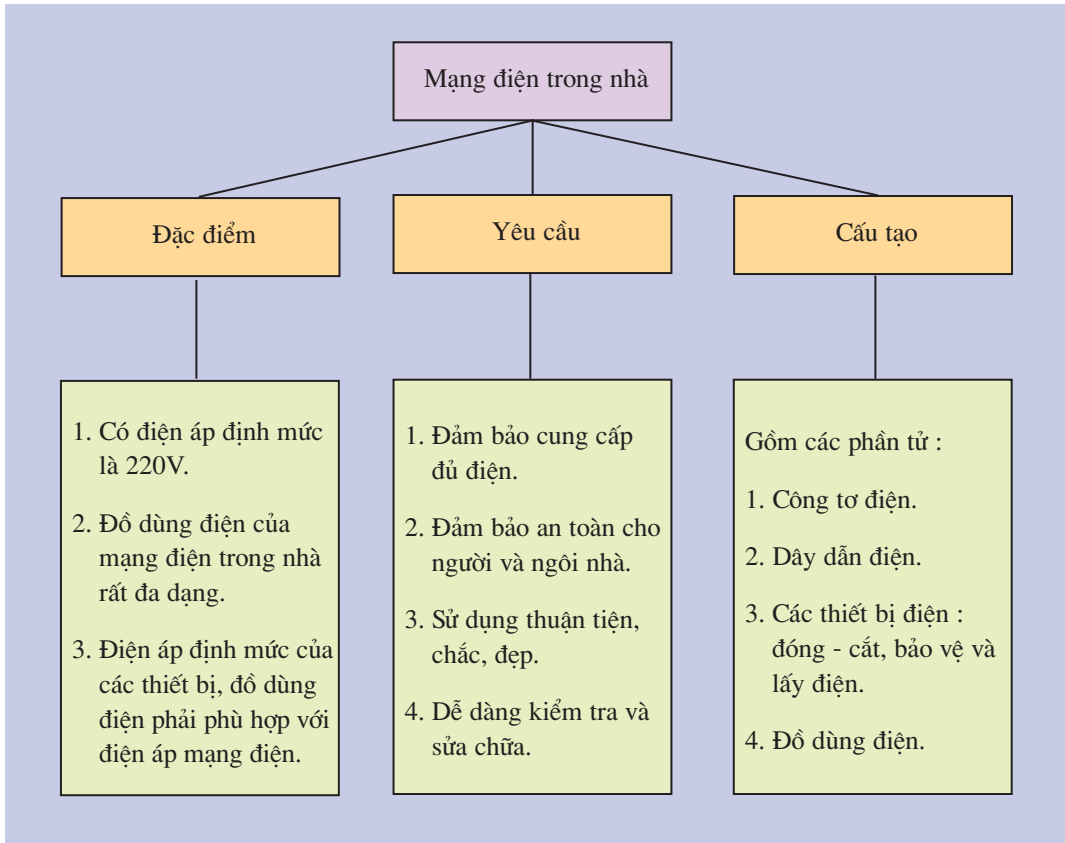 Mạng điện trong nhà
Đặc điểm
Yêu cầu
Cấu tạo
1. Có điện áp định mức
là 220V.
2. Đồ dùng điện của
mạng điện trong nhà
rất đa dạng.
3. Điện áp định mức của
các thiết bị, đồ dùng
điện phải phù hợp với
điện áp mạng điện.
1. Đảm bảo cung cấp
đủ điện.
2. Đảm bảo an toàn cho
người và ngôi nhà.
3. Sử dụng thuận tiện,
chắc, đẹp.
4. Dễ dàng kiểm tra và
sửa chữa.
Gồm các phần tử :
1. Công tơ điện.
2. Dây dẫn điện.
3. Các thiết bị điện :
đóng - cắt, bảo vệ và
lấy điện.
4. Đồ dùng điện.